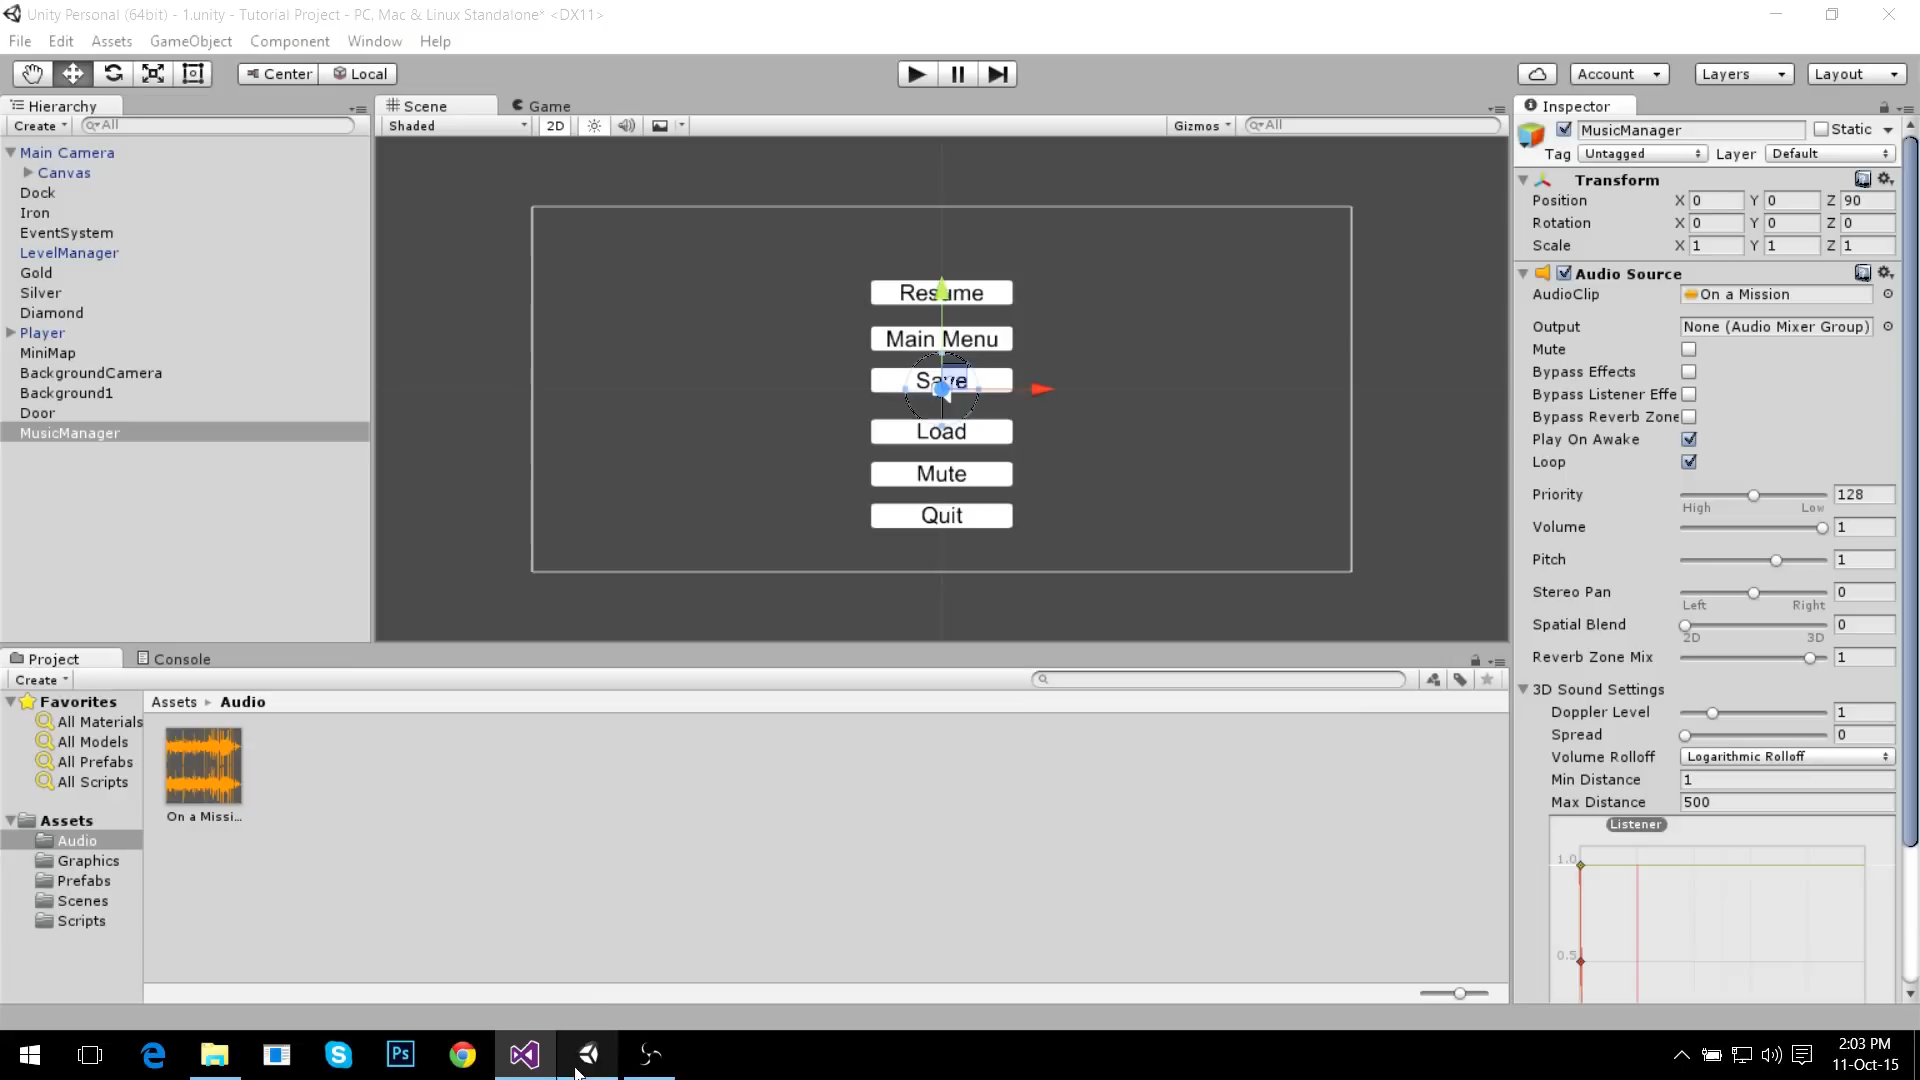 Unity Personal (64bit) - 1.unity - Tutorial Project - PC, Mac & Linux Standalone* <DX11>
File Edit Assets GameObject Component Window Help
Center Local Account Layers Layout
Hierarchy
Create All
Main Camera
Canvas
Dock
Iron
EventSystem
LevelManager
Gold
Silver
Diamond
Player
MiniMap
BackgroundCamera
Background1
Door
MusicManager
Scene Game
Shaded 2D Gizmos All
Resume
Main Menu
Save
Load
Mute
Quit
Inspector
MusicManager Static
Tag Untagged Layer Default
Transform
Position X 0 Y 0 Z 90
Rotation X 0 Y 0 Z 0
Scale X 1 Y 1 Z 1
Audio Source
AudioClip On a Mission
Output None (Audio Mixer Group)
Mute
Bypass Effects
Bypass Listener Effe
Bypass Reverb Zone
Play On Awake
Loop
Priority 128
High Low
Volume 1
Pitch 1
Stereo Pan 0
Left Right
Spatial Blend 0
2D 3D
Reverb Zone Mix 1
3D Sound Settings
Doppler Level 1
Spread 0
Volume Rolloff Logarithmic Rolloff
Min Distance 1
Max Distance 500
Listener
1.0
0.5
Project Console
Create
Favorites
All Materials
All Models
All Prefabs
All Scripts
Assets
Audio
Graphics
Prefabs
Scenes
Scripts
Assets Audio
On a Missi...
Ps
2:03 PM
11-Oct-15